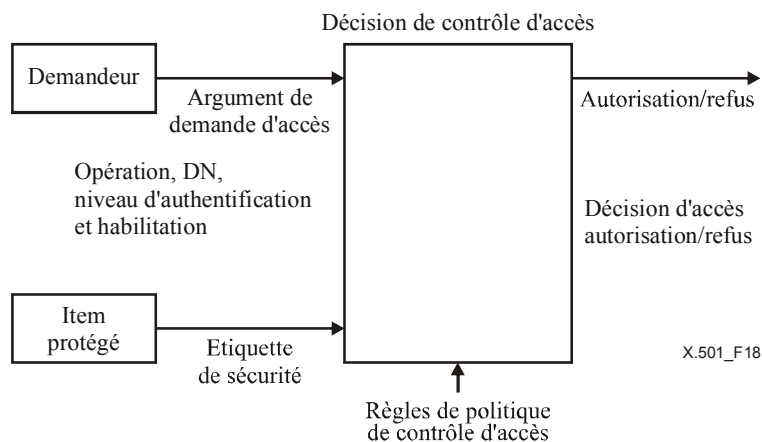 Décision de contrôle d'accès
Demandeur
Argument de
demande d'accès
Autorisation/refus
Opération, DN,
niveau d'authentification
et habilitation
Décision d'accès
autorisation/refus
Item
protégé
Etiquette
de sécurité
X.501_F18
Règles de politique
de contrôle d'accès